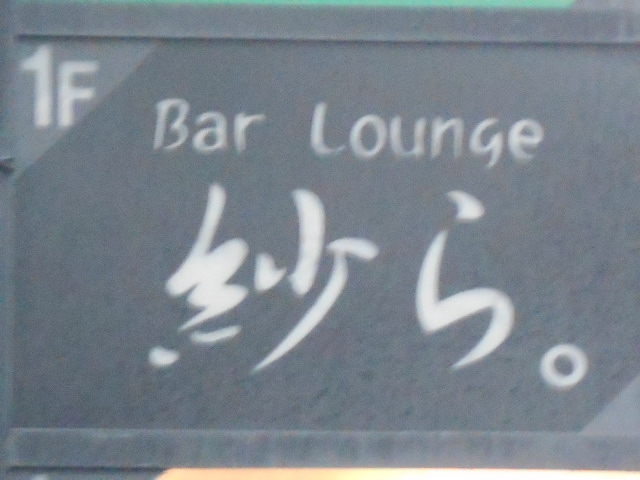 1F
Bar Lounge
紗ら。